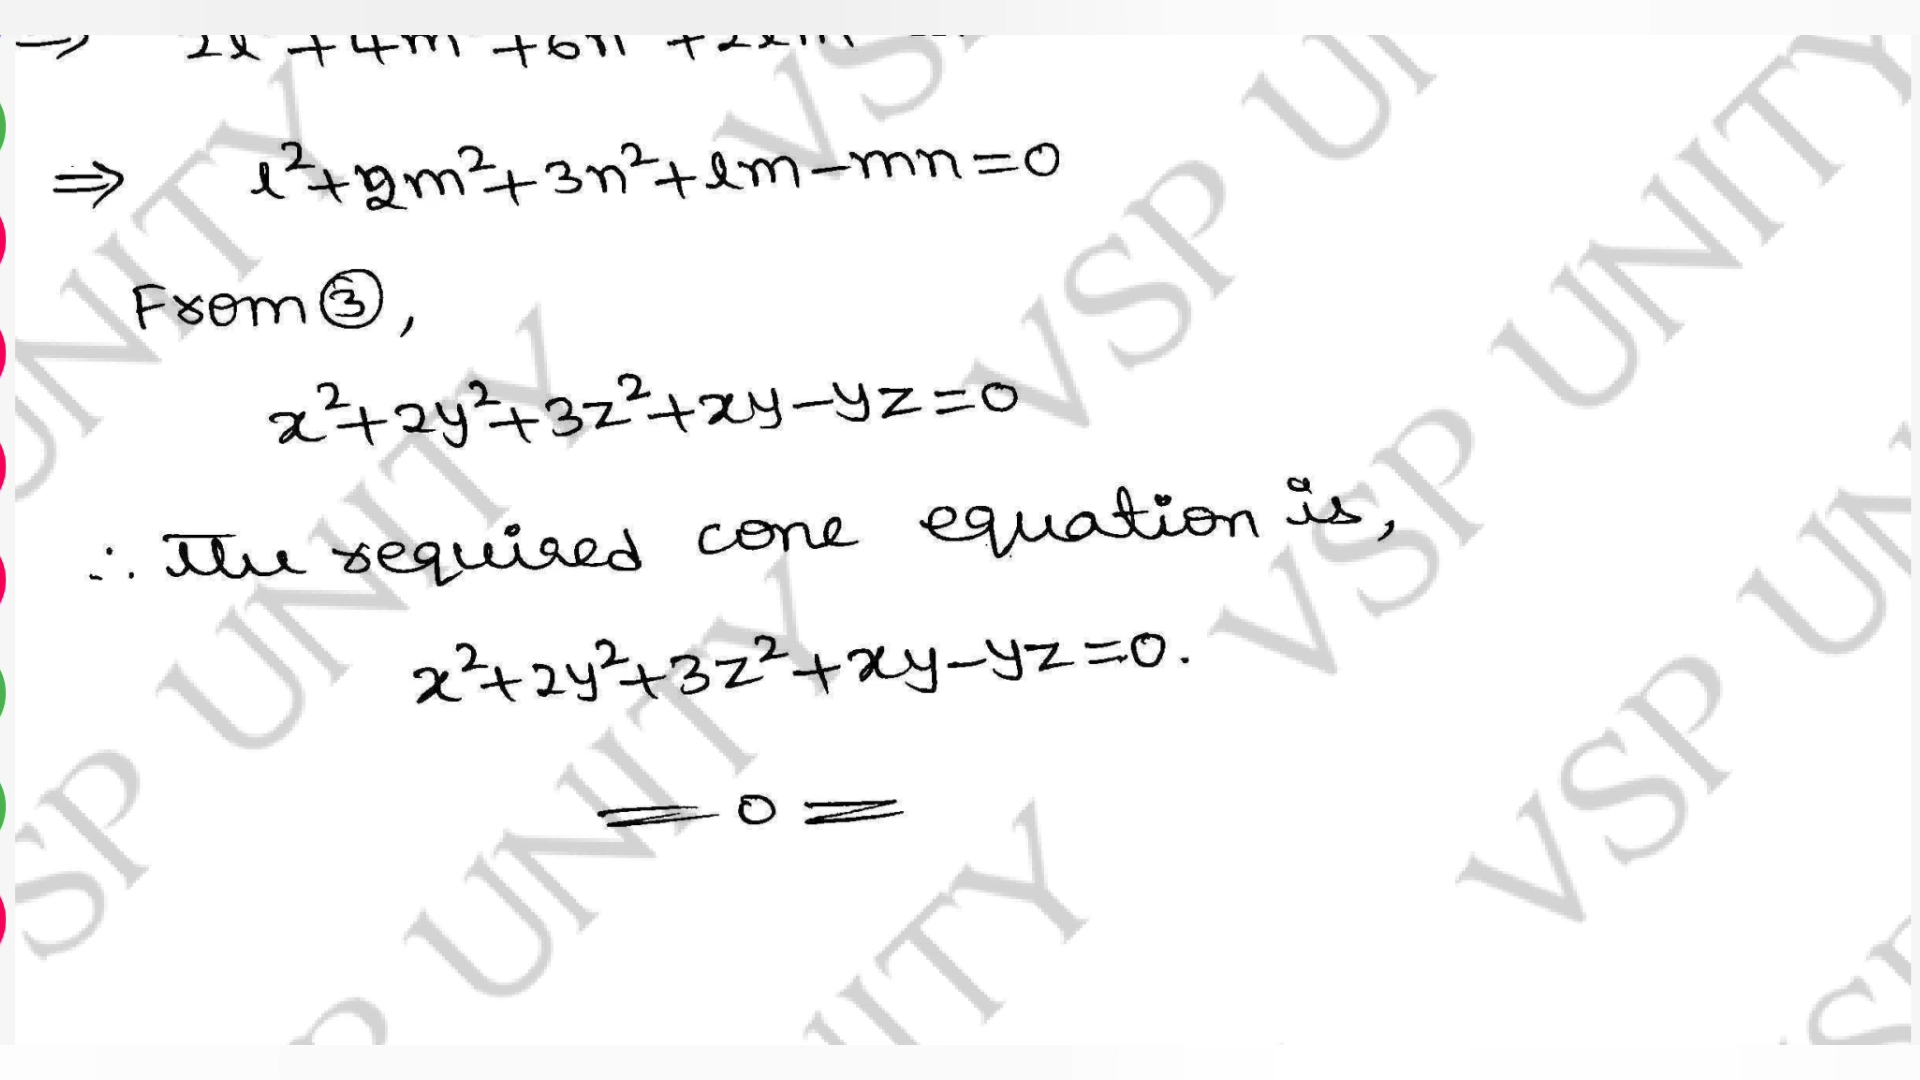 ⇒ l²+2m²+3n²+lm-mn=0
From ③,
x²+2y²+3z²+xy-yz=0
∴ The required cone equation is,
x²+2y²+3z²+xy-yz=0.
= 0 =
VSP UNITY
VSP UNITY
VSP UNITY
VSP UNITY